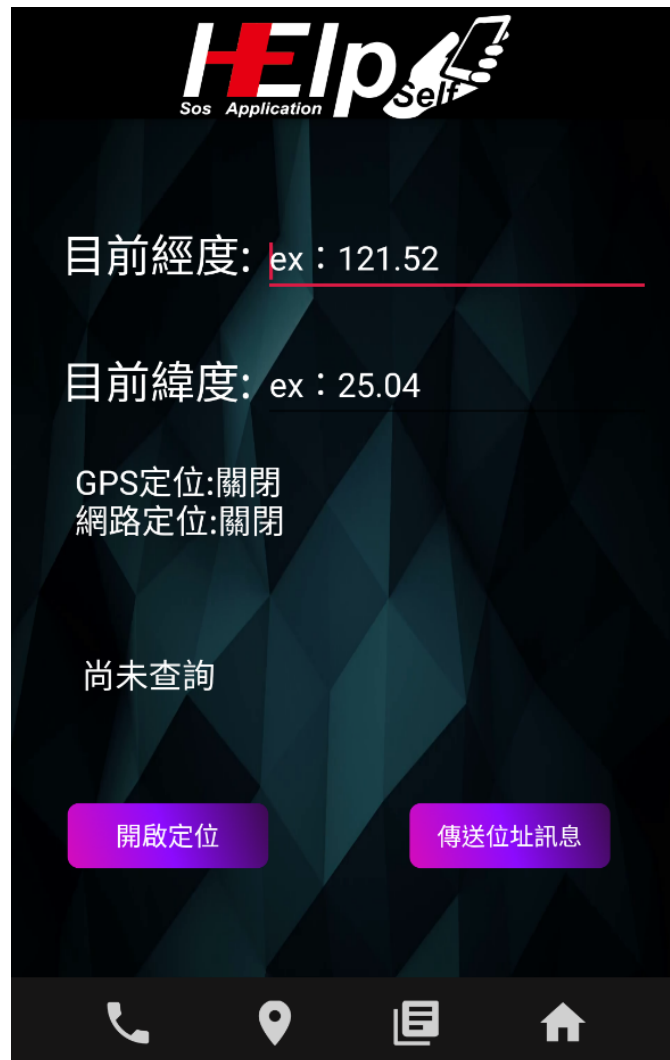 HElp
Self
Sos Application
目前經度: ex：121.52
目前緯度: ex：25.04
GPS定位:關閉
網路定位:關閉
尚未查詢
開啟定位 傳送位址訊息